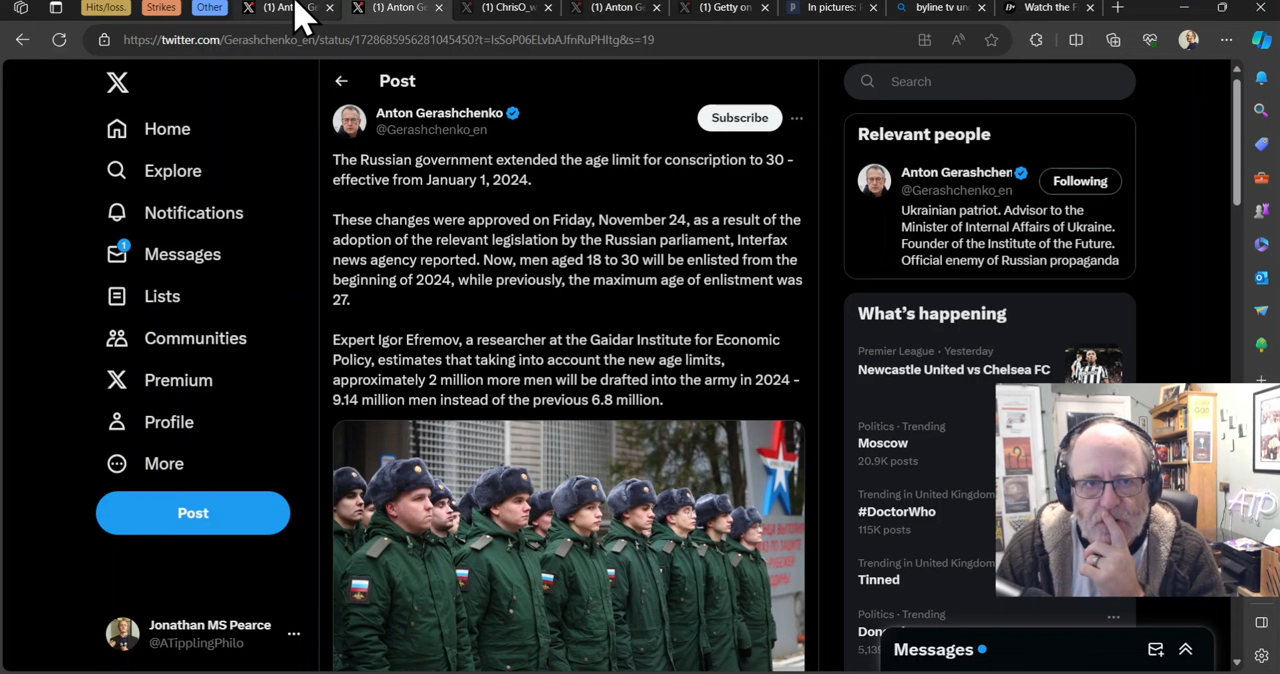 Hits/loss.
Strikes
Other
(1) Anton Ge
(1) ChrisO_w
(1) Anton Ge
(1) Getty on
In pictures: F
byline tv un
Watch the F
https://twitter.com/Gerashchenko_en/status/1728685956281045450?t=IsSoP06ELvbAJfnRuPHItg&s=19
Home
Explore
Notifications
1
Messages
Lists
Communities
Premium
Profile
More
Post
Jonathan MS Pearce
@ATipplingPhilo
Post
Anton Gerashchenko
@Gerashchenko_en
Subscribe
The Russian government extended the age limit for conscription to 30 -
effective from January 1, 2024.
These changes were approved on Friday, November 24, as a result of the
adoption of the relevant legislation by the Russian parliament, Interfax
news agency reported. Now, men aged 18 to 30 will be enlisted from the
beginning of 2024, while previously, the maximum age of enlistment was
27.
Expert Igor Efremov, a researcher at the Gaidar Institute for Economic
Policy, estimates that taking into account the new age limits,
approximately 2 million more men will be drafted into the army in 2024 -
9.14 million men instead of the previous 6.8 million.
Search
Relevant people
Anton Gerashchen
@Gerashchenko_en
Following
Ukrainian patriot. Advisor to the
Minister of Internal Affairs of Ukraine.
Founder of the Institute of the Future.
Official enemy of Russian propaganda
What's happening
Premier League · Yesterday
Newcastle United vs Chelsea FC
Politics · Trending
Moscow
20.9K posts
Trending in United Kingdom
#DoctorWho
115K posts
Trending in United Kingdom
Tinned
Politics · Trending
Messages
ATP